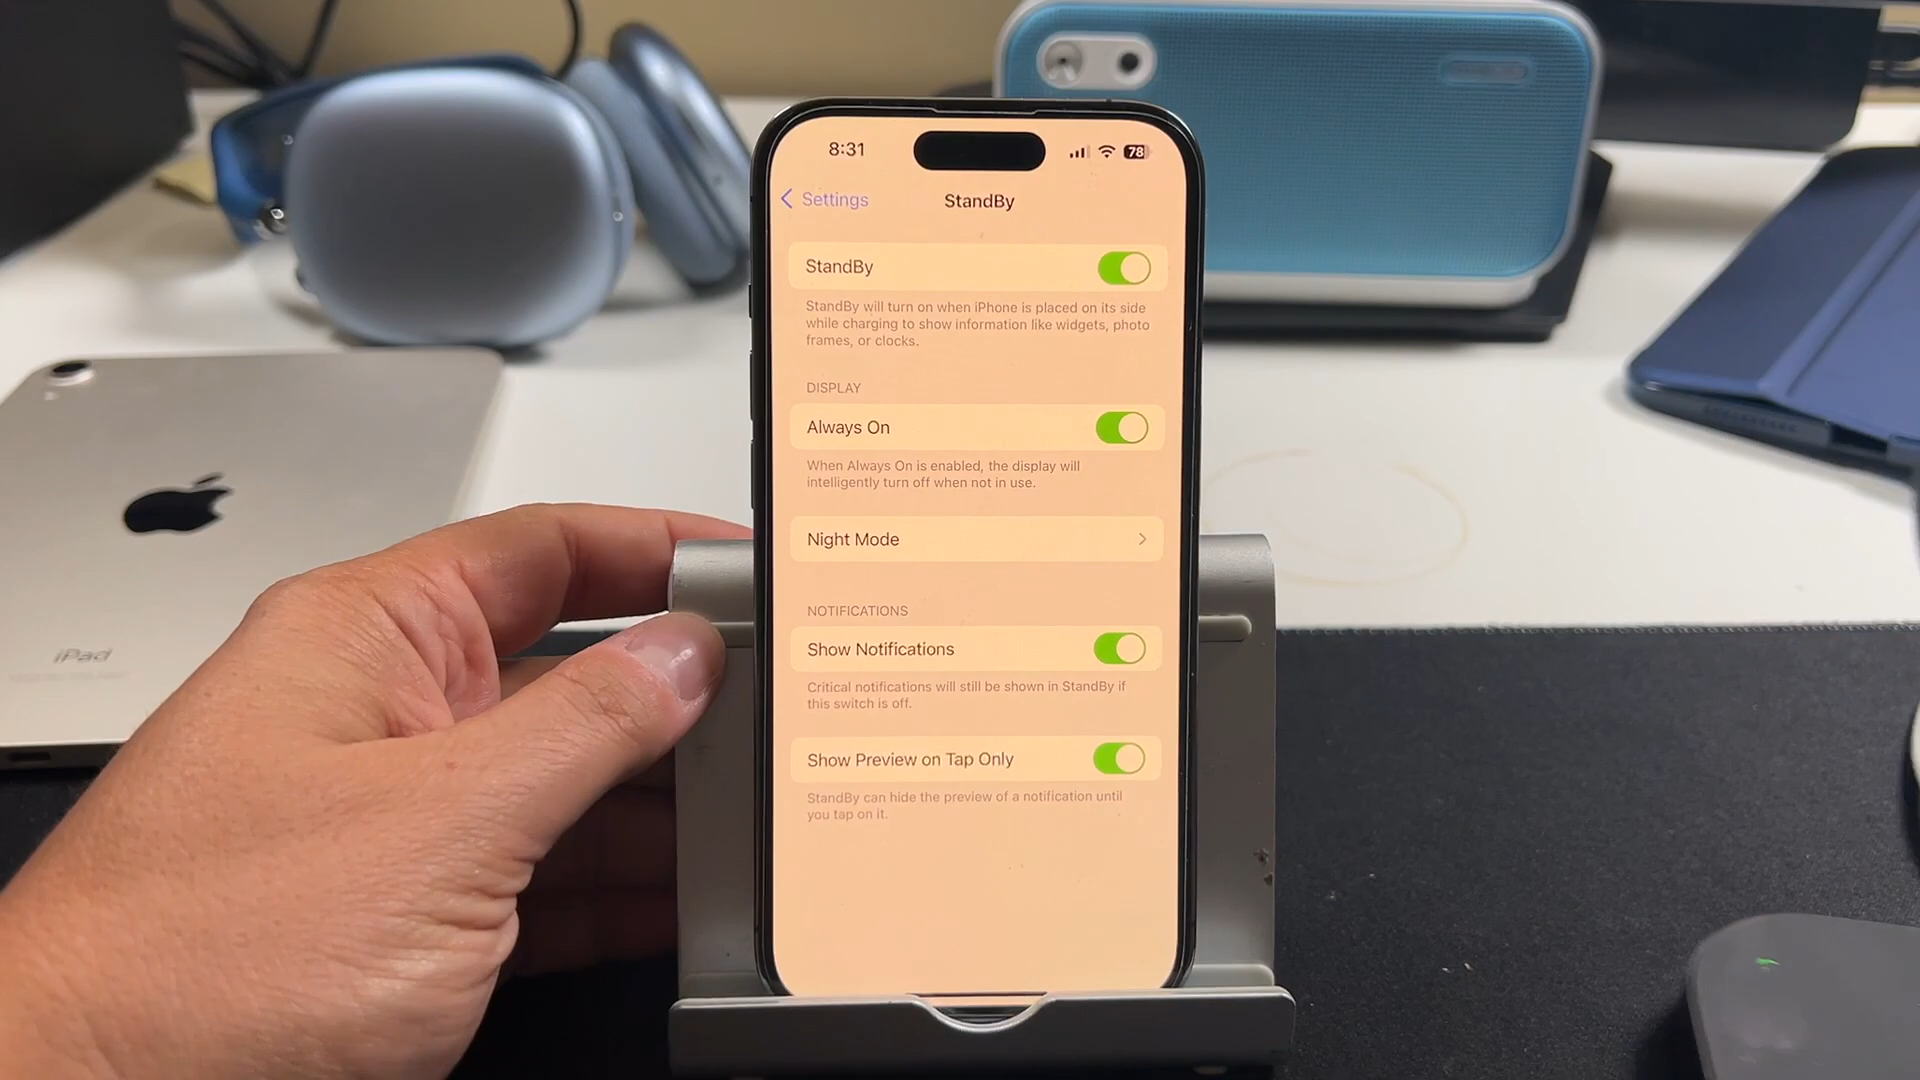 8:31
78
Settings
StandBy
StandBy
StandBy will turn on when iPhone is placed on its side
while charging to show information like widgets, photo
frames, or clocks.
DISPLAY
Always On
When Always On is enabled, the display will
intelligently turn off when not in use.
Night Mode
NOTIFICATIONS
Show Notifications
Critical notifications will still be shown in StandBy if
this switch is off.
Show Preview on Tap Only
StandBy can hide the preview of a notification until
you tap on it.
iPad